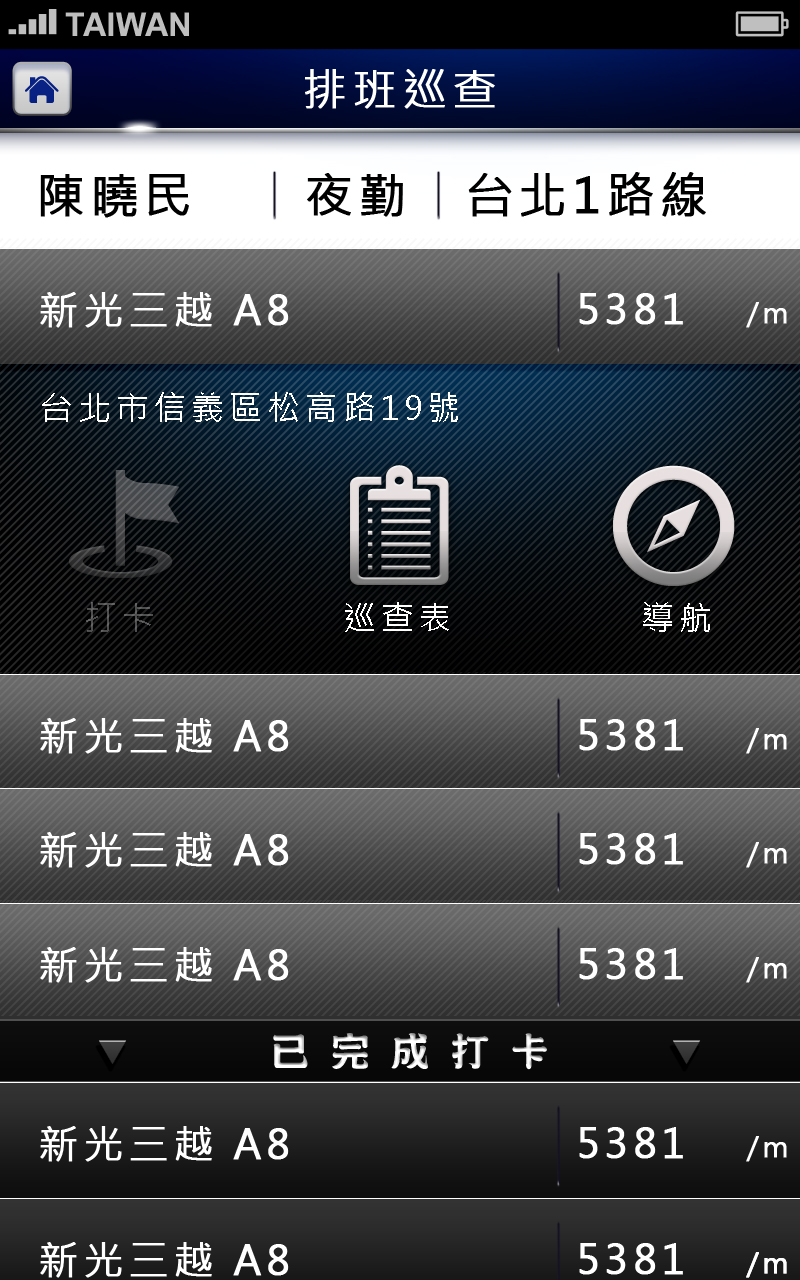 TAIWAN
排班巡查
陳曉民 | 夜勤 | 台北1路線
新光三越 A8 5381 /m
台北市信義區松高路19號
打卡 巡查表 導航
新光三越 A8 5381 /m
新光三越 A8 5381 /m
新光三越 A8 5381 /m
已完成打卡
新光三越 A8 5381 /m
新光三越 A8 5381 /m